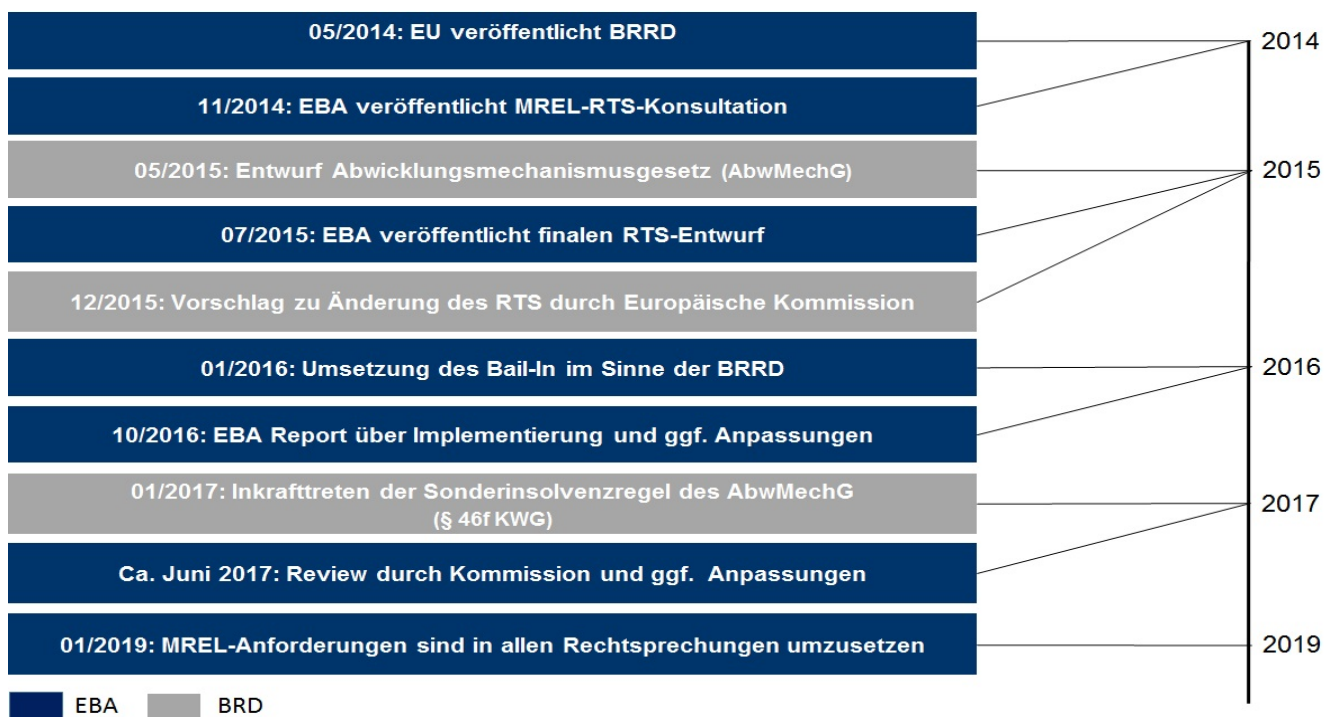 05/2014: EU veröffentlicht BRRD
2014
11/2014: EBA veröffentlicht MREL-RTS-Konsultation
05/2015: Entwurf Abwicklungsmechanismusgesetz (AbwMechG)
2015
07/2015: EBA veröffentlicht finalen RTS-Entwurf
12/2015: Vorschlag zu Änderung des RTS durch Europäische Kommission
01/2016: Umsetzung des Bail-In im Sinne der BRRD
2016
10/2016: EBA Report über Implementierung und ggf. Anpassungen
01/2017: Inkrafttreten der Sonderinsolvenzregel des AbwMechG
(§ 46f KWG)
2017
Ca. Juni 2017: Review durch Kommission und ggf. Anpassungen
01/2019: MREL-Anforderungen sind in allen Rechtsprechungen umzusetzen
2019
EBA
BRD